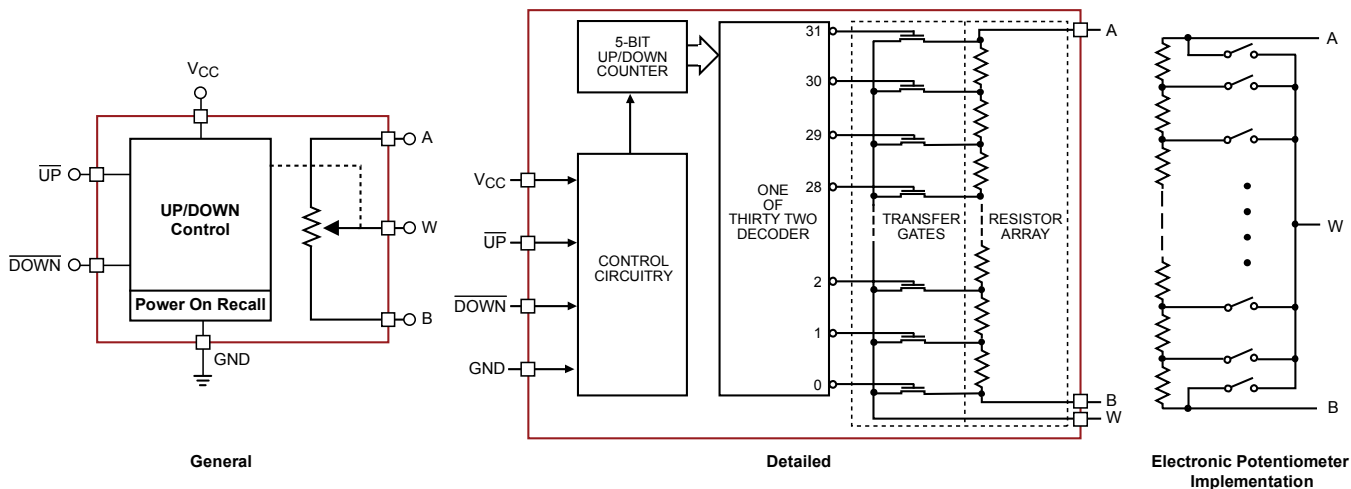 V_CC
UP
DOWN
UP/DOWN
Control
Power On Recall
GND
A
W
B
General
5-BIT
UP/DOWN
COUNTER
V_CC
UP
DOWN
GND
CONTROL
CIRCUITRY
ONE
OF
THIRTY TWO
DECODER
31
30
29
28
2
1
0
TRANSFER
GATES
RESISTOR
ARRAY
A
B
W
Detailed
A
W
B
Electronic Potentiometer
Implementation